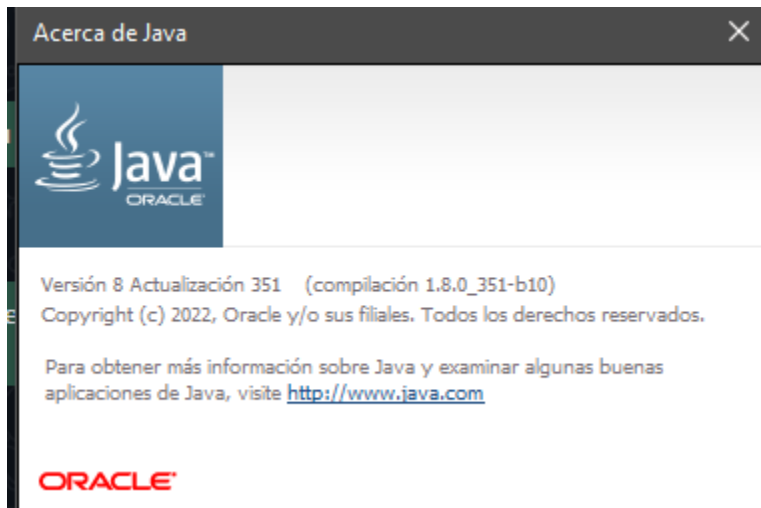 Acerca de Java
Java™
ORACLE
Versión 8 Actualización 351 (compilación 1.8.0_351-b10)
Copyright (c) 2022, Oracle y/o sus filiales. Todos los derechos reservados.
Para obtener más información sobre Java y examinar algunas buenas
aplicaciones de Java, visite http://www.java.com
ORACLE